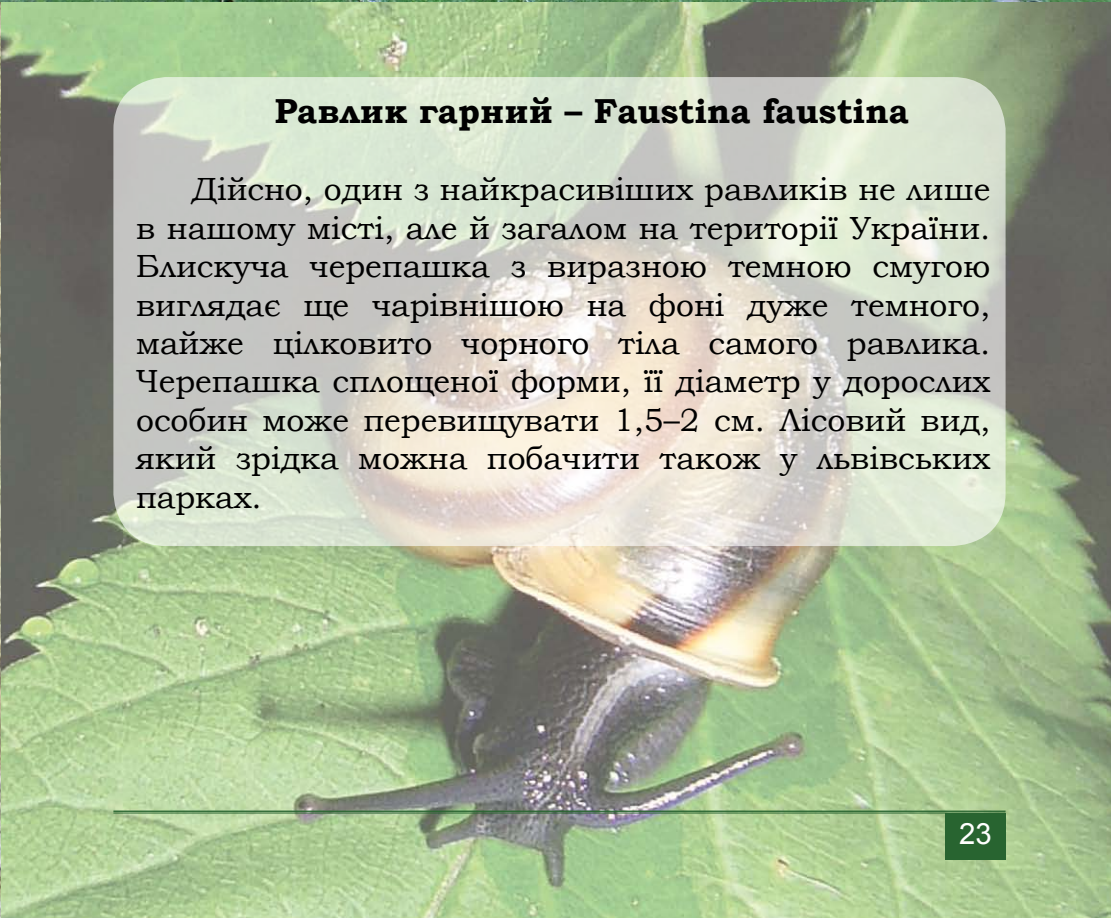 Равлик гарний – Faustina faustina
Дійсно, один з найкрасивіших равликів не лише
в нашому місті, але й загалом на території України.
Блискуча черепашка з виразною темною смугою
виглядає ще чарівнішою на фоні дуже темного,
майже цілковито чорного тіла самого равлика.
Черепашка сплощеної форми, її діаметр у дорослих
особин може перевищувати 1,5–2 см. Лісовий вид,
який зрідка можна побачити також у львівських
парках.
23